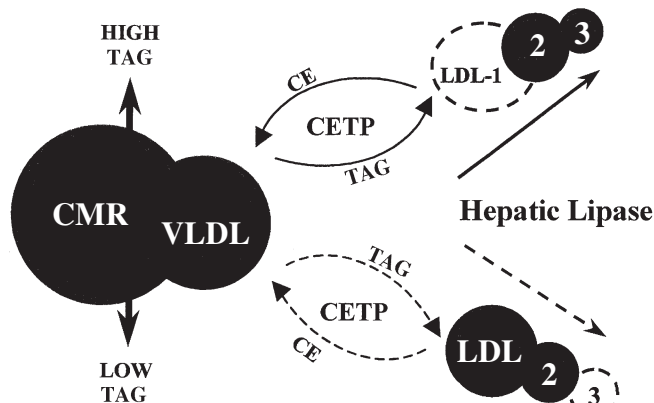 HIGH
TAG
CE
CETP
TAG
LDL-1
2
3
CMR
VLDL
Hepatic Lipase
TAG
CETP
CE
LDL
2
3
LOW
TAG